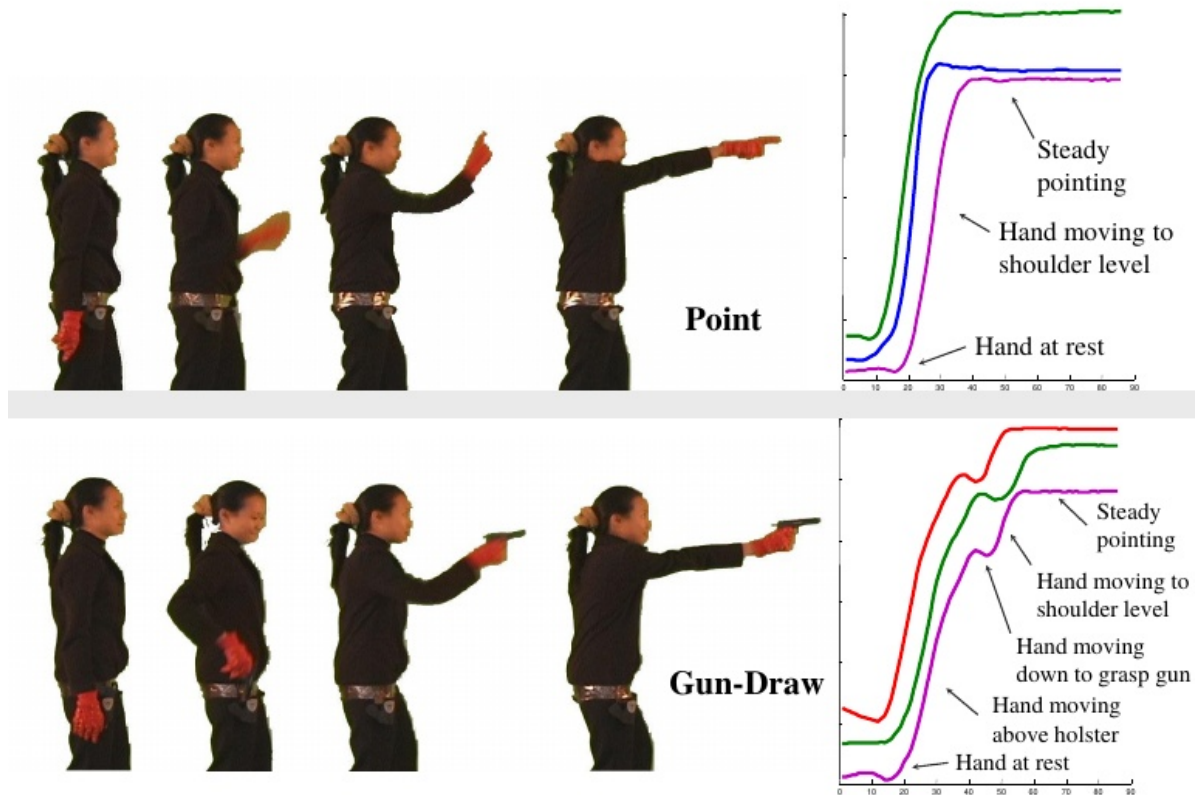 Steady
pointing
Hand moving to
shoulder level
Point
Hand at rest
0 10 20 30 40 50 60 70 80 90
Steady
pointing
Hand moving to
shoulder level
Hand moving
down to grasp gun
Gun-Draw
Hand moving
above holster
Hand at rest
0 10 20 30 40 50 60 70 80 90